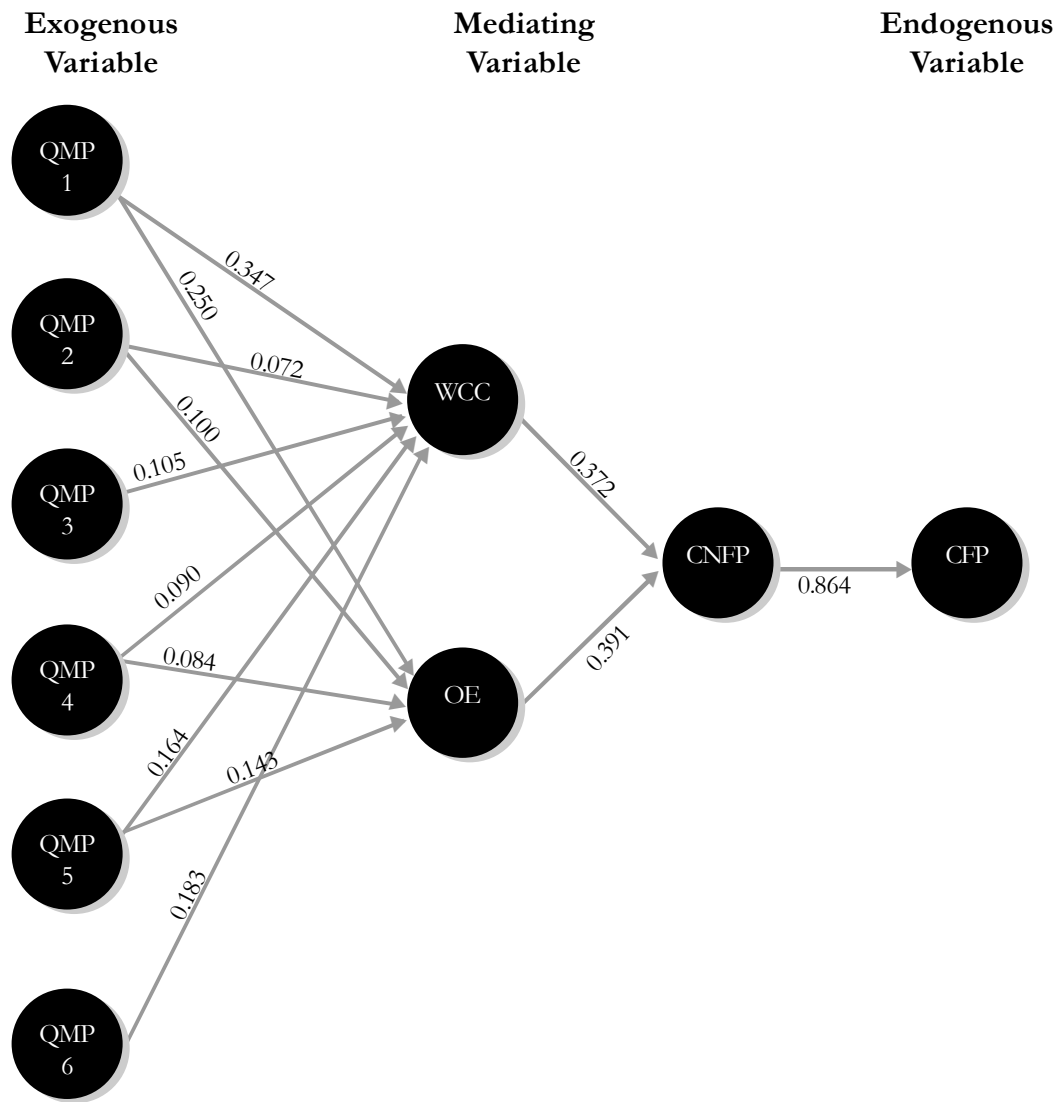 Exogenous
Variable
Mediating
Variable
Endogenous
Variable
QMP
1
0.347
0.250
QMP
2
0.072
0.100
WCC
QMP
3
0.105
0.372
CNFP
CFP
0.864
0.090
QMP
4
0.084
OE
0.391
0.164
0.143
QMP
5
0.183
QMP
6